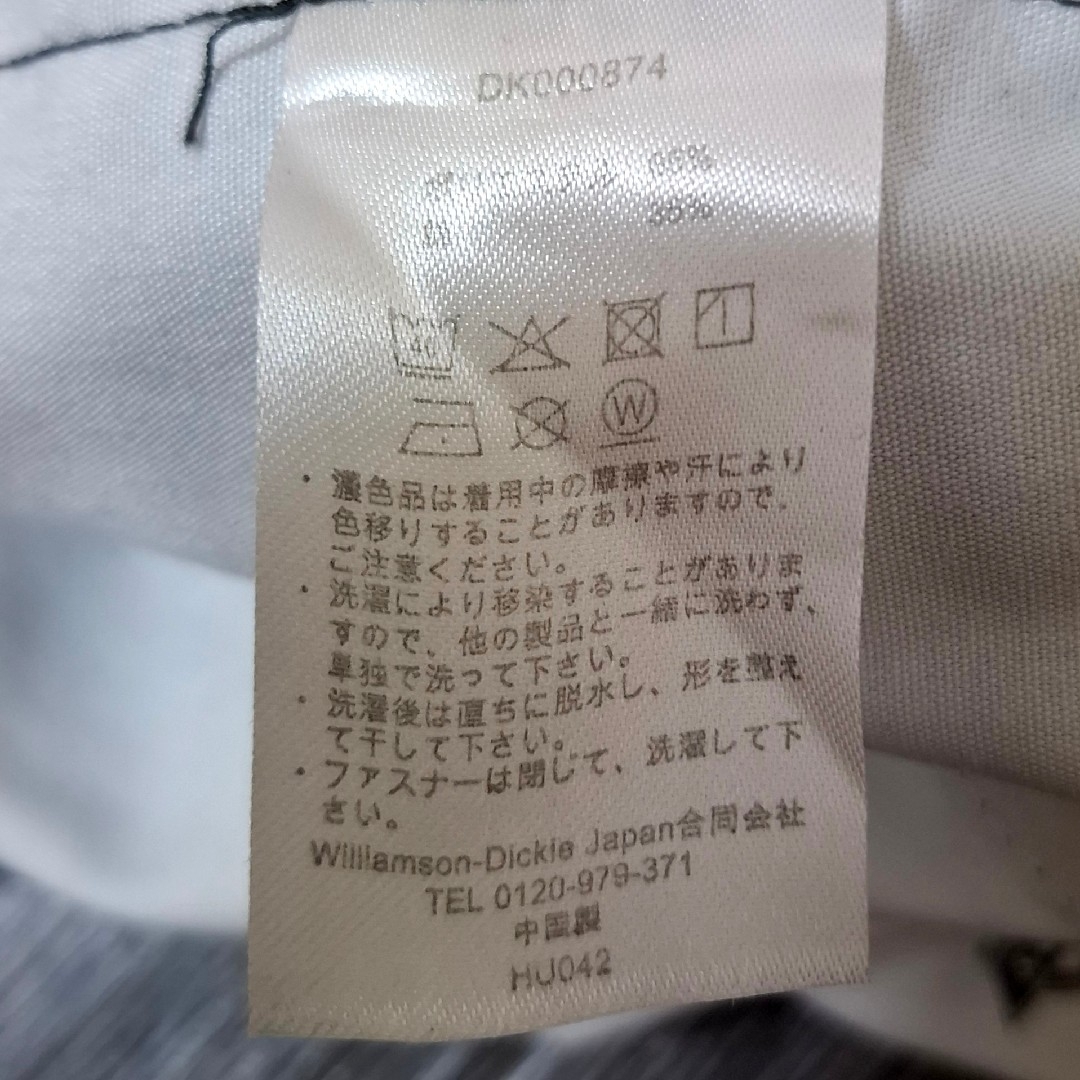 DK000874
35%
40
W
・濃色品は着用中の摩擦や汗により
色移りすることがありますので、
ご注意ください。
・洗濯により移染することがありま
すので、他の製品と一緒に洗わず、
単独で洗って下さい。
・洗濯後は直ちに脱水し、形を整え
て干して下さい。
・ファスナーは閉じて、洗濯して下
さい。
Williamson-Dickie Japan合同会社
TEL 0120-979-371
中国製
HU042